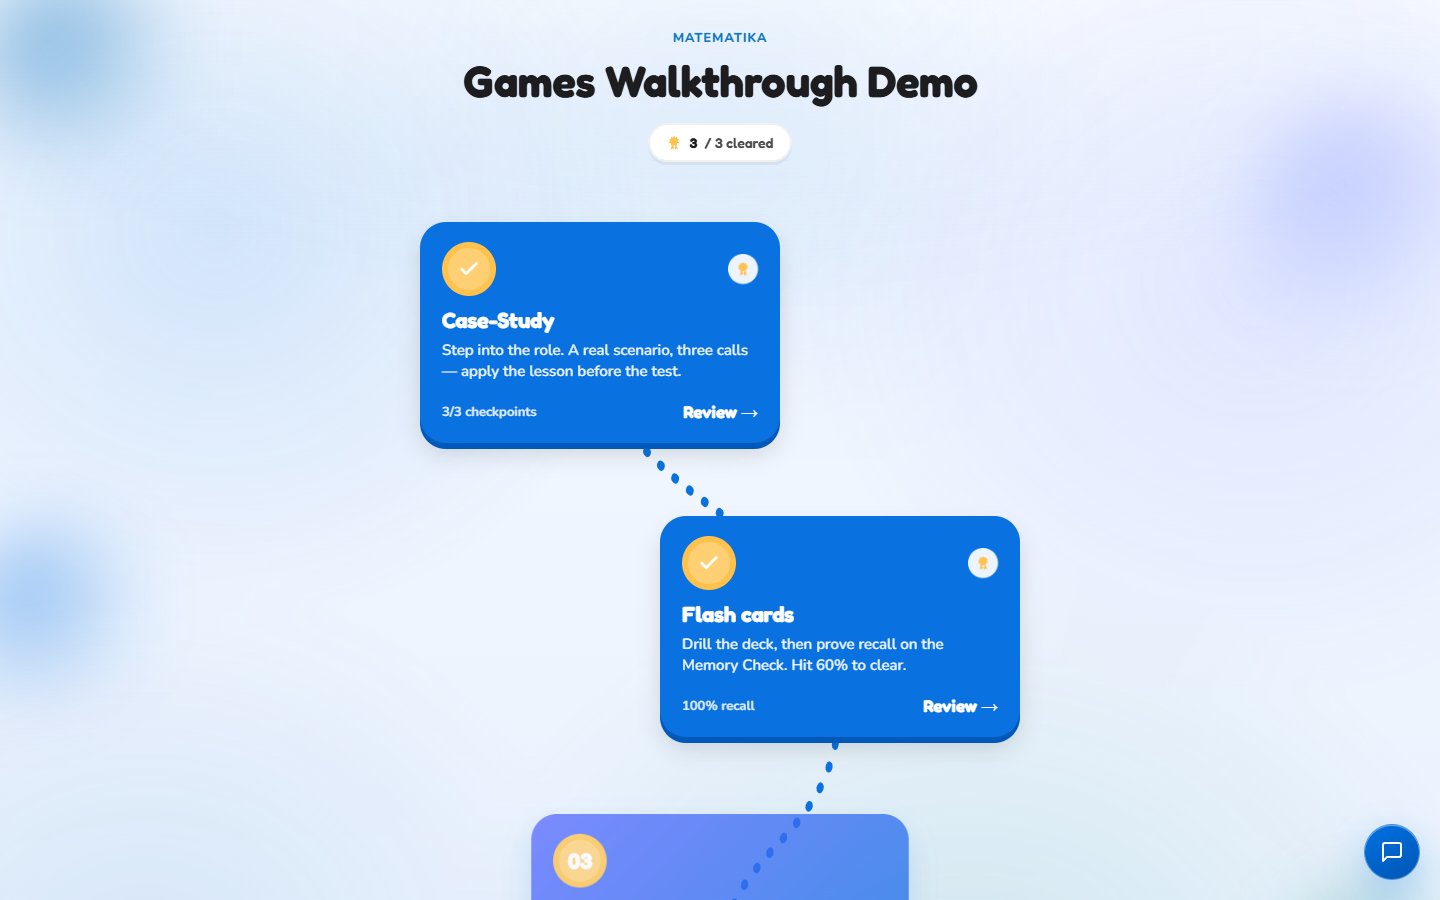 MATEMATIKA
Games Walkthrough Demo
3 / 3 cleared
Case-Study
Step into the role. A real scenario, three calls
— apply the lesson before the test.
3/3 checkpoints
Review →
Flash cards
Drill the deck, then prove recall on the
Memory Check. Hit 60% to clear.
100% recall
Review →
03